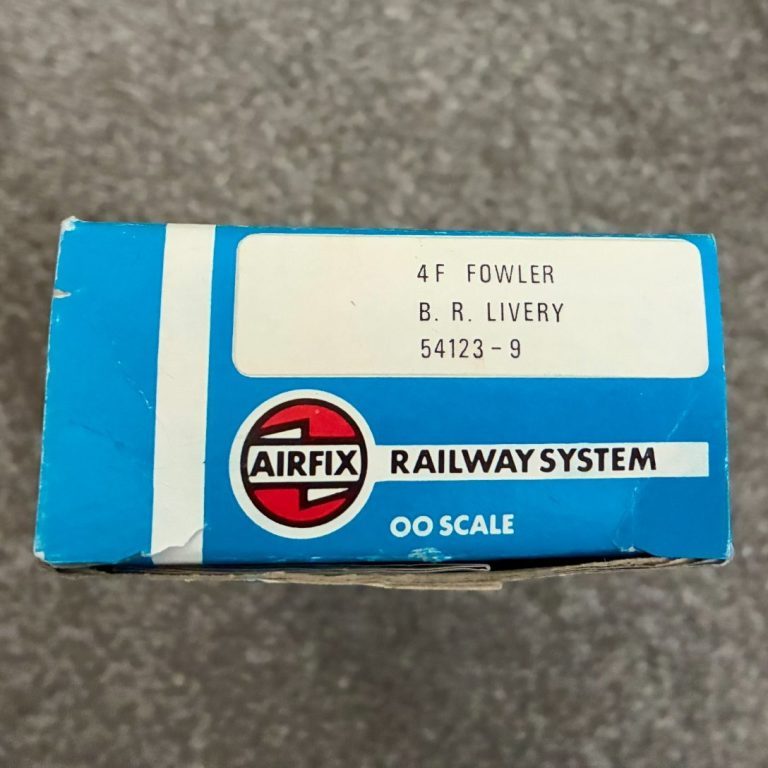 4F FOWLER
B. R. LIVERY
54123-9
AIRFIX RAILWAY SYSTEM
OO SCALE